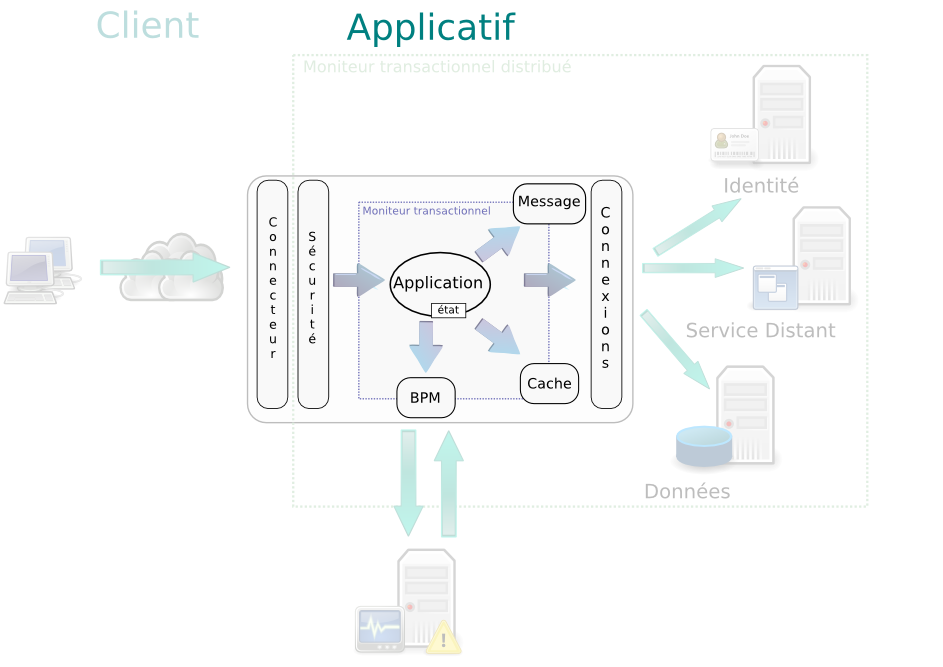 Client
Applicatif
Moniteur transactionnel distribué
Identité
Connecteur
Sécurité
Moniteur transactionnel
Message
Connexions
Application
état
Service Distant
Cache
BPM
Données